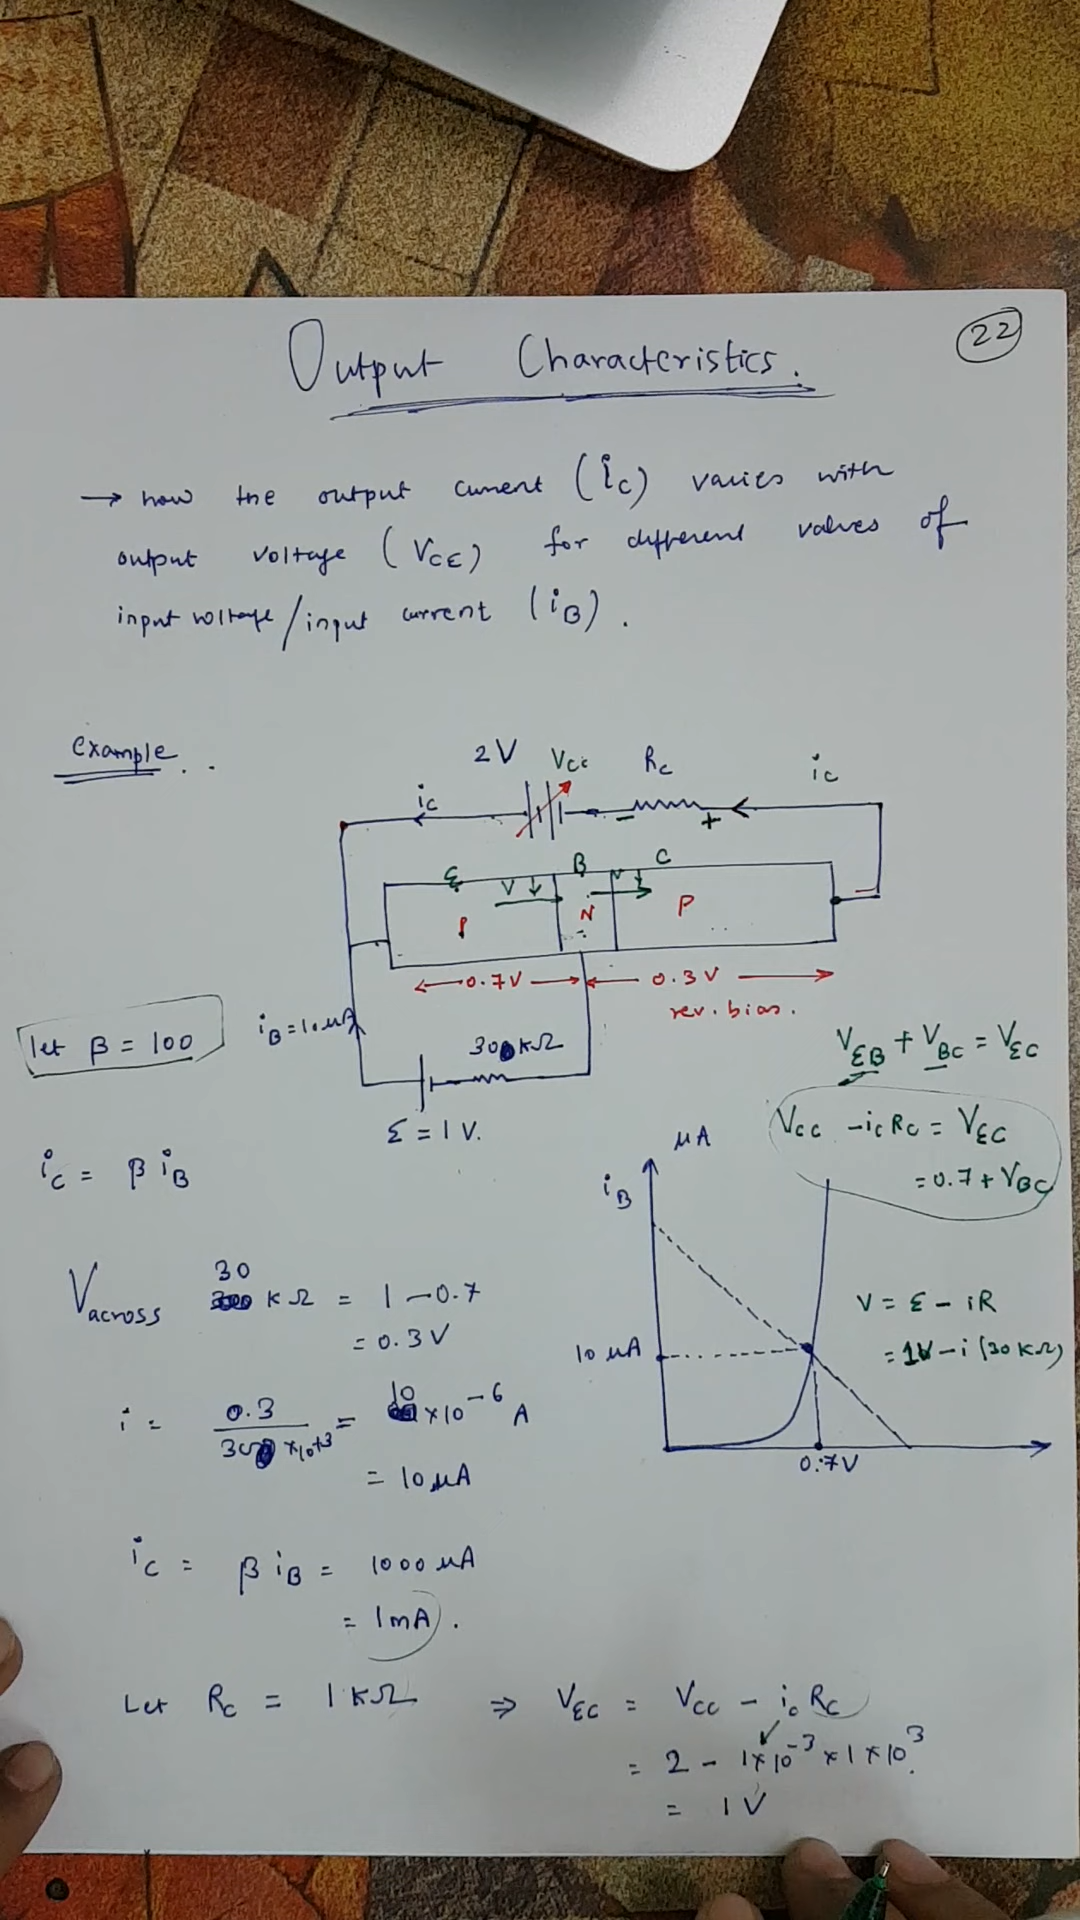 22
Output Characteristics.
→ how the output current (ic) varies with
output voltage (VCE) for different values of
input voltage/input current (iB).
example..
2V Vcc Rc ic
ic
- +
E B C
V V
P N P
0.7V 0.3V
rev. bias.
let β = 100
iB = 10 μA
30 kΩ
ℰ = 1 V.
VEB + VBC = VEC
VCC - icRc = VEC
= 0.7 + VBC
ic = β iB
μA
iB
Vacross 30 kΩ = 1 - 0.7
= 0.3 V
10 μA
V = ℰ - iR
= 1V - i (30 kΩ)
i = 0.3 / 30 × 10+3 = 10 × 10-6 A
0.7V
= 10 μA
ic = β iB = 1000 μA
= 1mA.
Let Rc = 1 kΩ ⇒ VEC = VCC - ic Rc
= 2 - 1×10-3 × 1 × 103.
= 1V